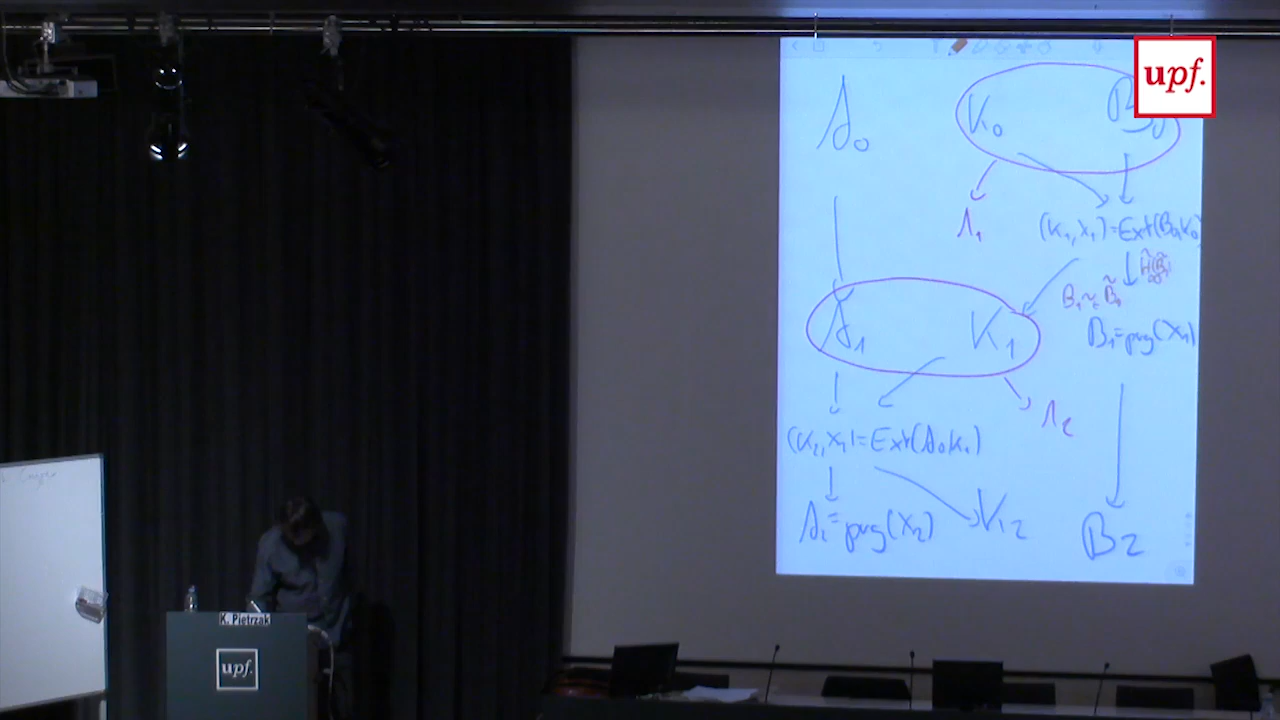 upf.
A₀ K₀ B₀
Λ₁ (K₁, X₁) = Ext(B₀, K₀)
B₁ ~c B̃₁
A₁ K₁ B₁ = prg(X₁)
Λ₂
(K₂, X₂) = Ext(A₀, K₁)
A₂ = prg(X₂) K₂ B₂
K. Pietrzak
upf.